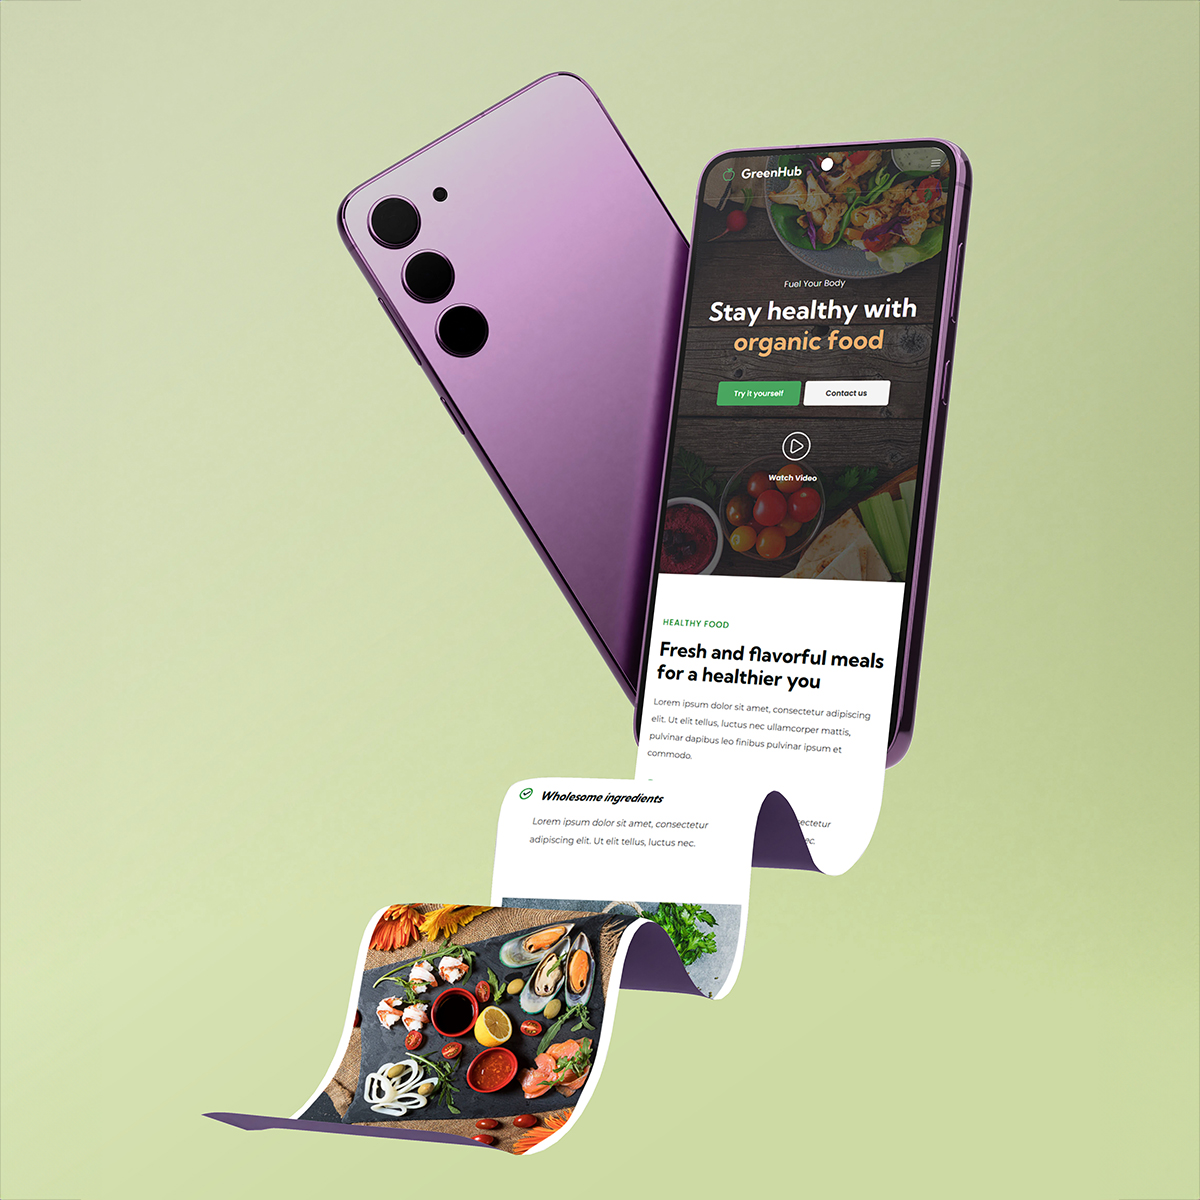 GreenHub
Fuel Your Body
Stay healthy with
organic food
Try it yourself
Contact us
Watch Video
HEALTHY FOOD
Fresh and flavorful meals
for a healthier you
Lorem ipsum dolor sit amet, consectetur adipiscing
elit. Ut elit tellus, luctus nec ullamcorper mattis,
pulvinar dapibus leo finibus pulvinar ipsum et
commodo.
Wholesome ingredients
Lorem ipsum dolor sit amet, consectetur
adipiscing elit. Ut elit tellus, luctus nec.